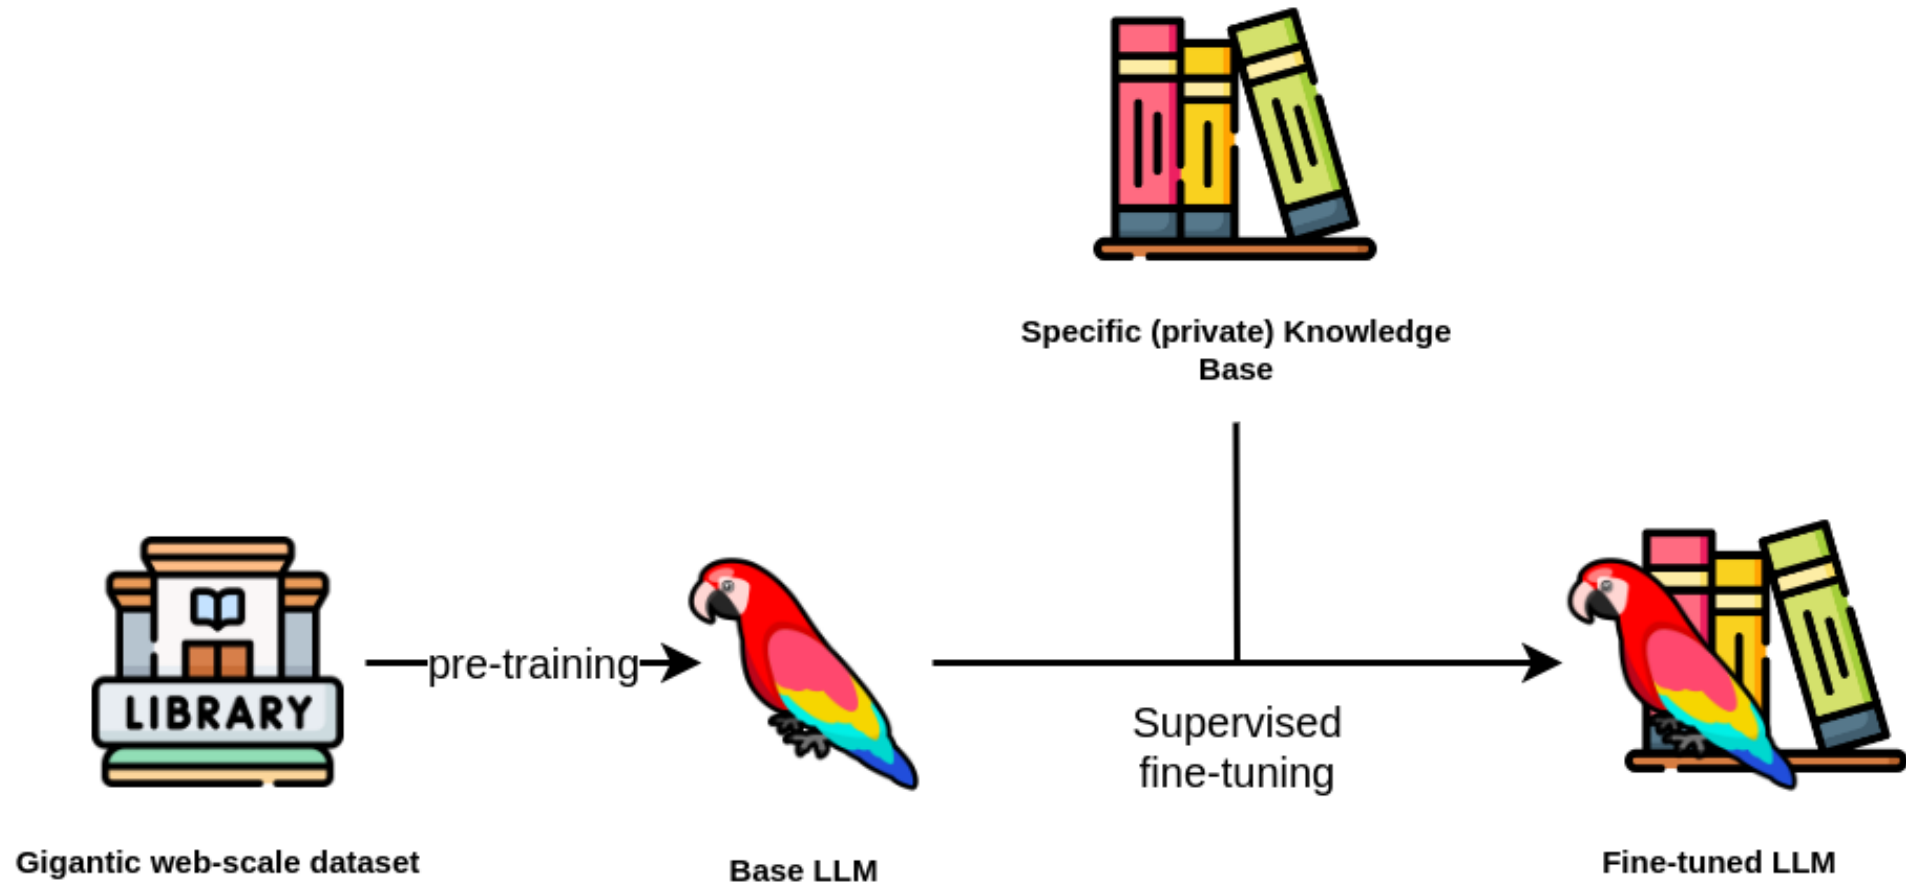 Specific (private) Knowledge
Base
LIBRARY
pre-training
Supervised
fine-tuning
Gigantic web-scale dataset
Base LLM
Fine-tuned LLM